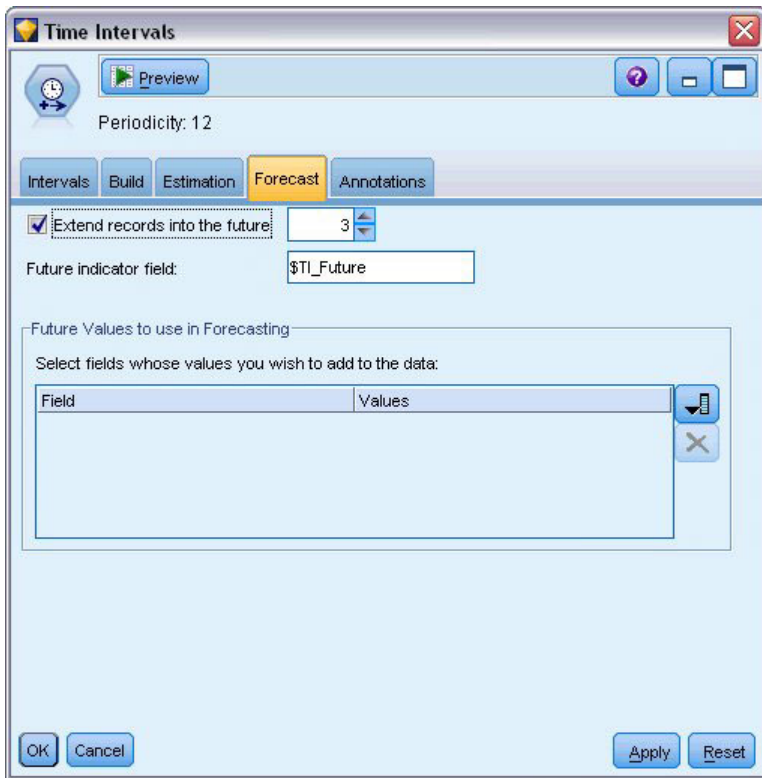 Time Intervals
Preview
Periodicity: 12
Intervals Build Estimation Forecast Annotations
Extend records into the future 3
Future indicator field: $TI_Future
Future Values to use in Forecasting
Select fields whose values you wish to add to the data:
Field Values
OK Cancel Apply Reset